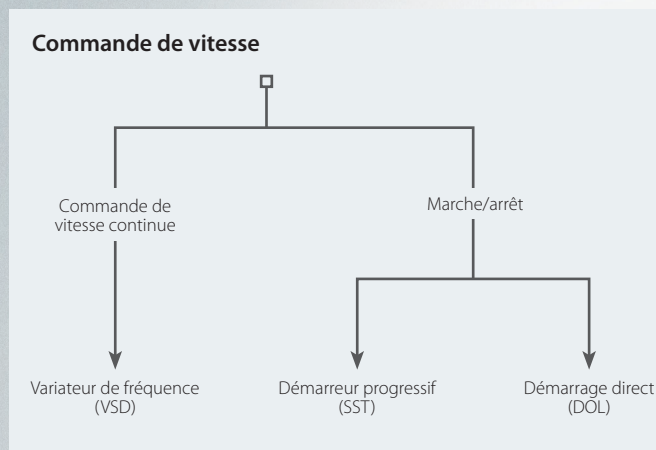 Commande de vitesse
Commande de
vitesse continue
Marche/arrêt
Variateur de fréquence
(VSD)
Démarreur progressif
(SST)
Démarrage direct
(DOL)